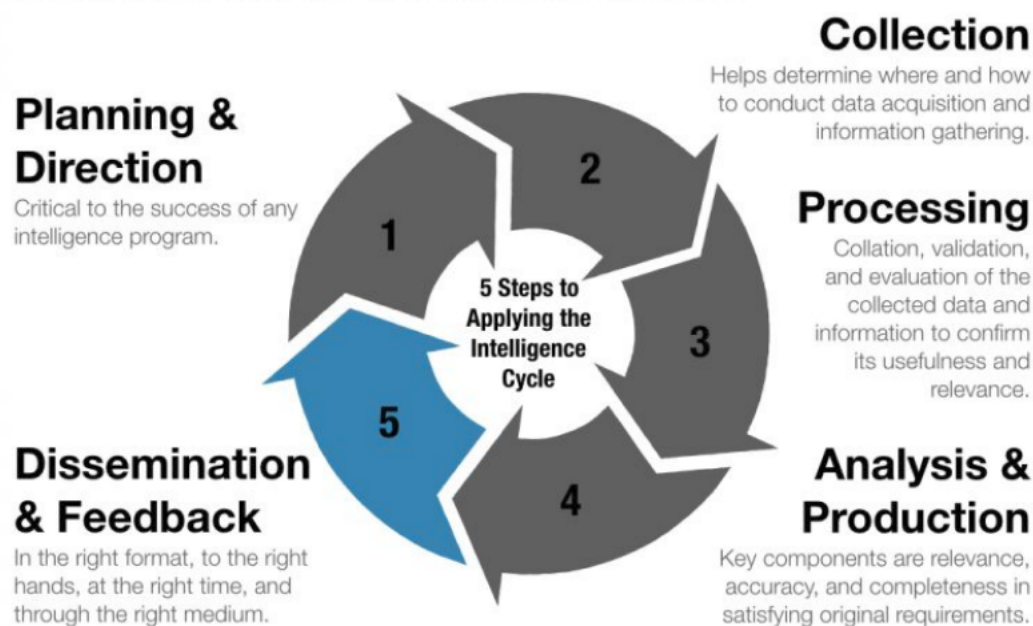 Planning &
Direction
Critical to the success of any
intelligence program.
1
2
Collection
Helps determine where and how
to conduct data acquisition and
information gathering.
3
Processing
Collation, validation,
and evaluation of the
collected data and
information to confirm
its usefulness and
relevance.
5 Steps to
Applying the
Intelligence
Cycle
4
Analysis &
Production
Key components are relevance,
accuracy, and completeness in
satisfying original requirements.
5
Dissemination
& Feedback
In the right format, to the right
hands, at the right time, and
through the right medium.